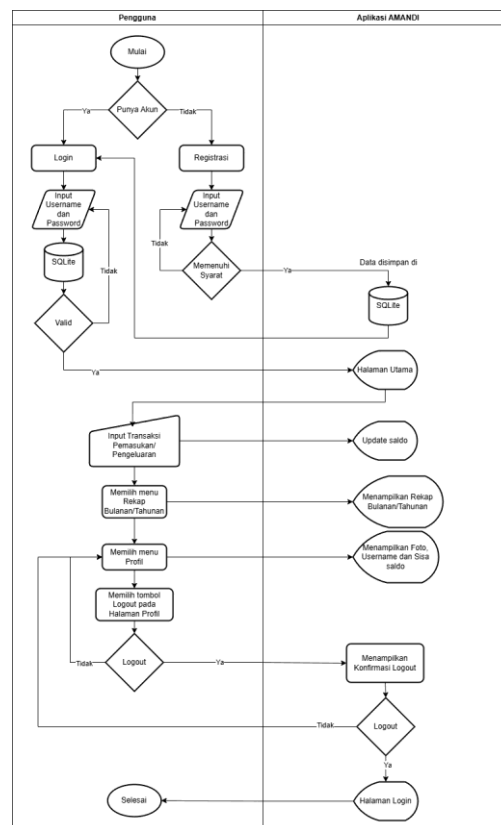 Pengguna
Aplikasi AMANDI
Mulai
Punya Akun
Ya
Tidak
Login
Registrasi
Input
Username
dan
Password
Input
Username
dan
Password
Tidak
Tidak
SQLite
Memenuhi
Syarat
Ya
Data disimpan di
SQLite
Valid
Ya
Halaman Utama
Input Transaksi
Pemasukan/
Pengeluaran
Update saldo
Memilih menu
Rekap
Bulanan/Tahunan
Menampilkan Rekap
Bulanan/Tahunan
Memilih menu
Profil
Menampilkan Foto,
Username dan Sisa
saldo
Memilih tombol
Logout pada
Halaman Profil
Tidak
Logout
Ya
Menampilkan
Konfirmasi Logout
Tidak
Logout
Ya
Selesai
Halaman Login